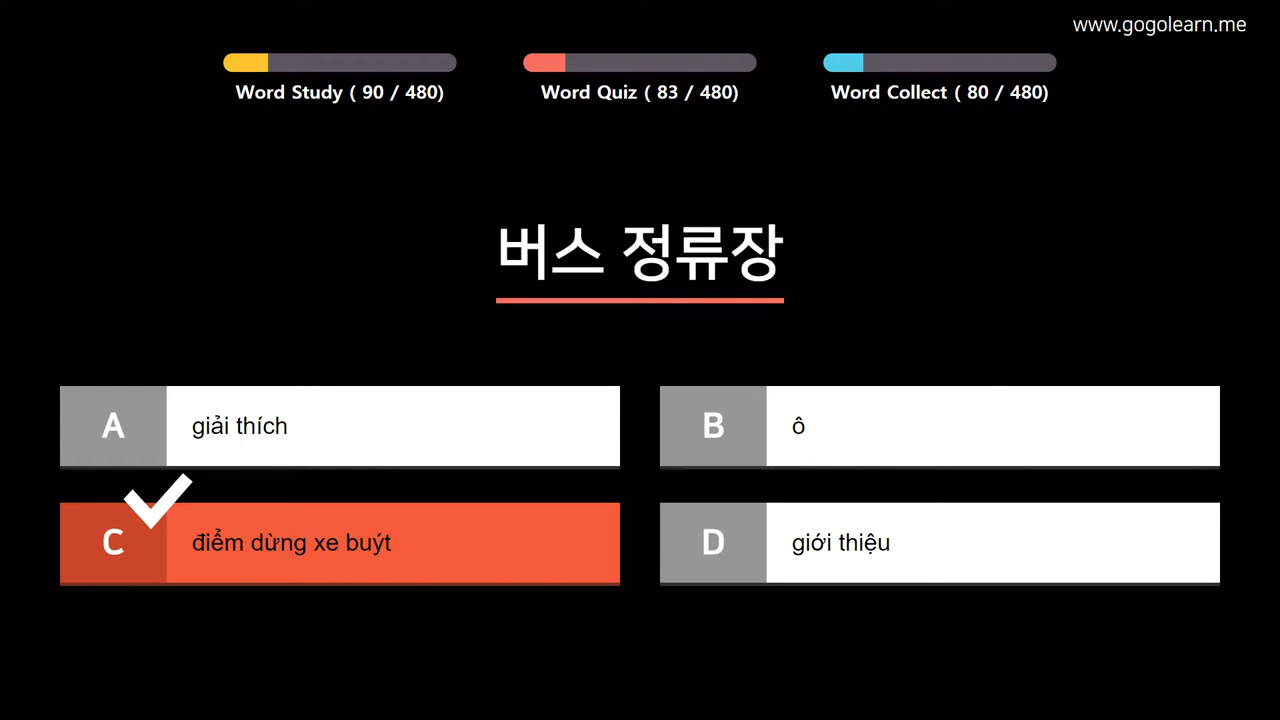 www.gogolearn.me
Word Study ( 90 / 480)
Word Quiz ( 83 / 480)
Word Collect ( 80 / 480)
버스 정류장
A
giải thích
B
ô
C
điểm dừng xe buýt
D
giới thiệu